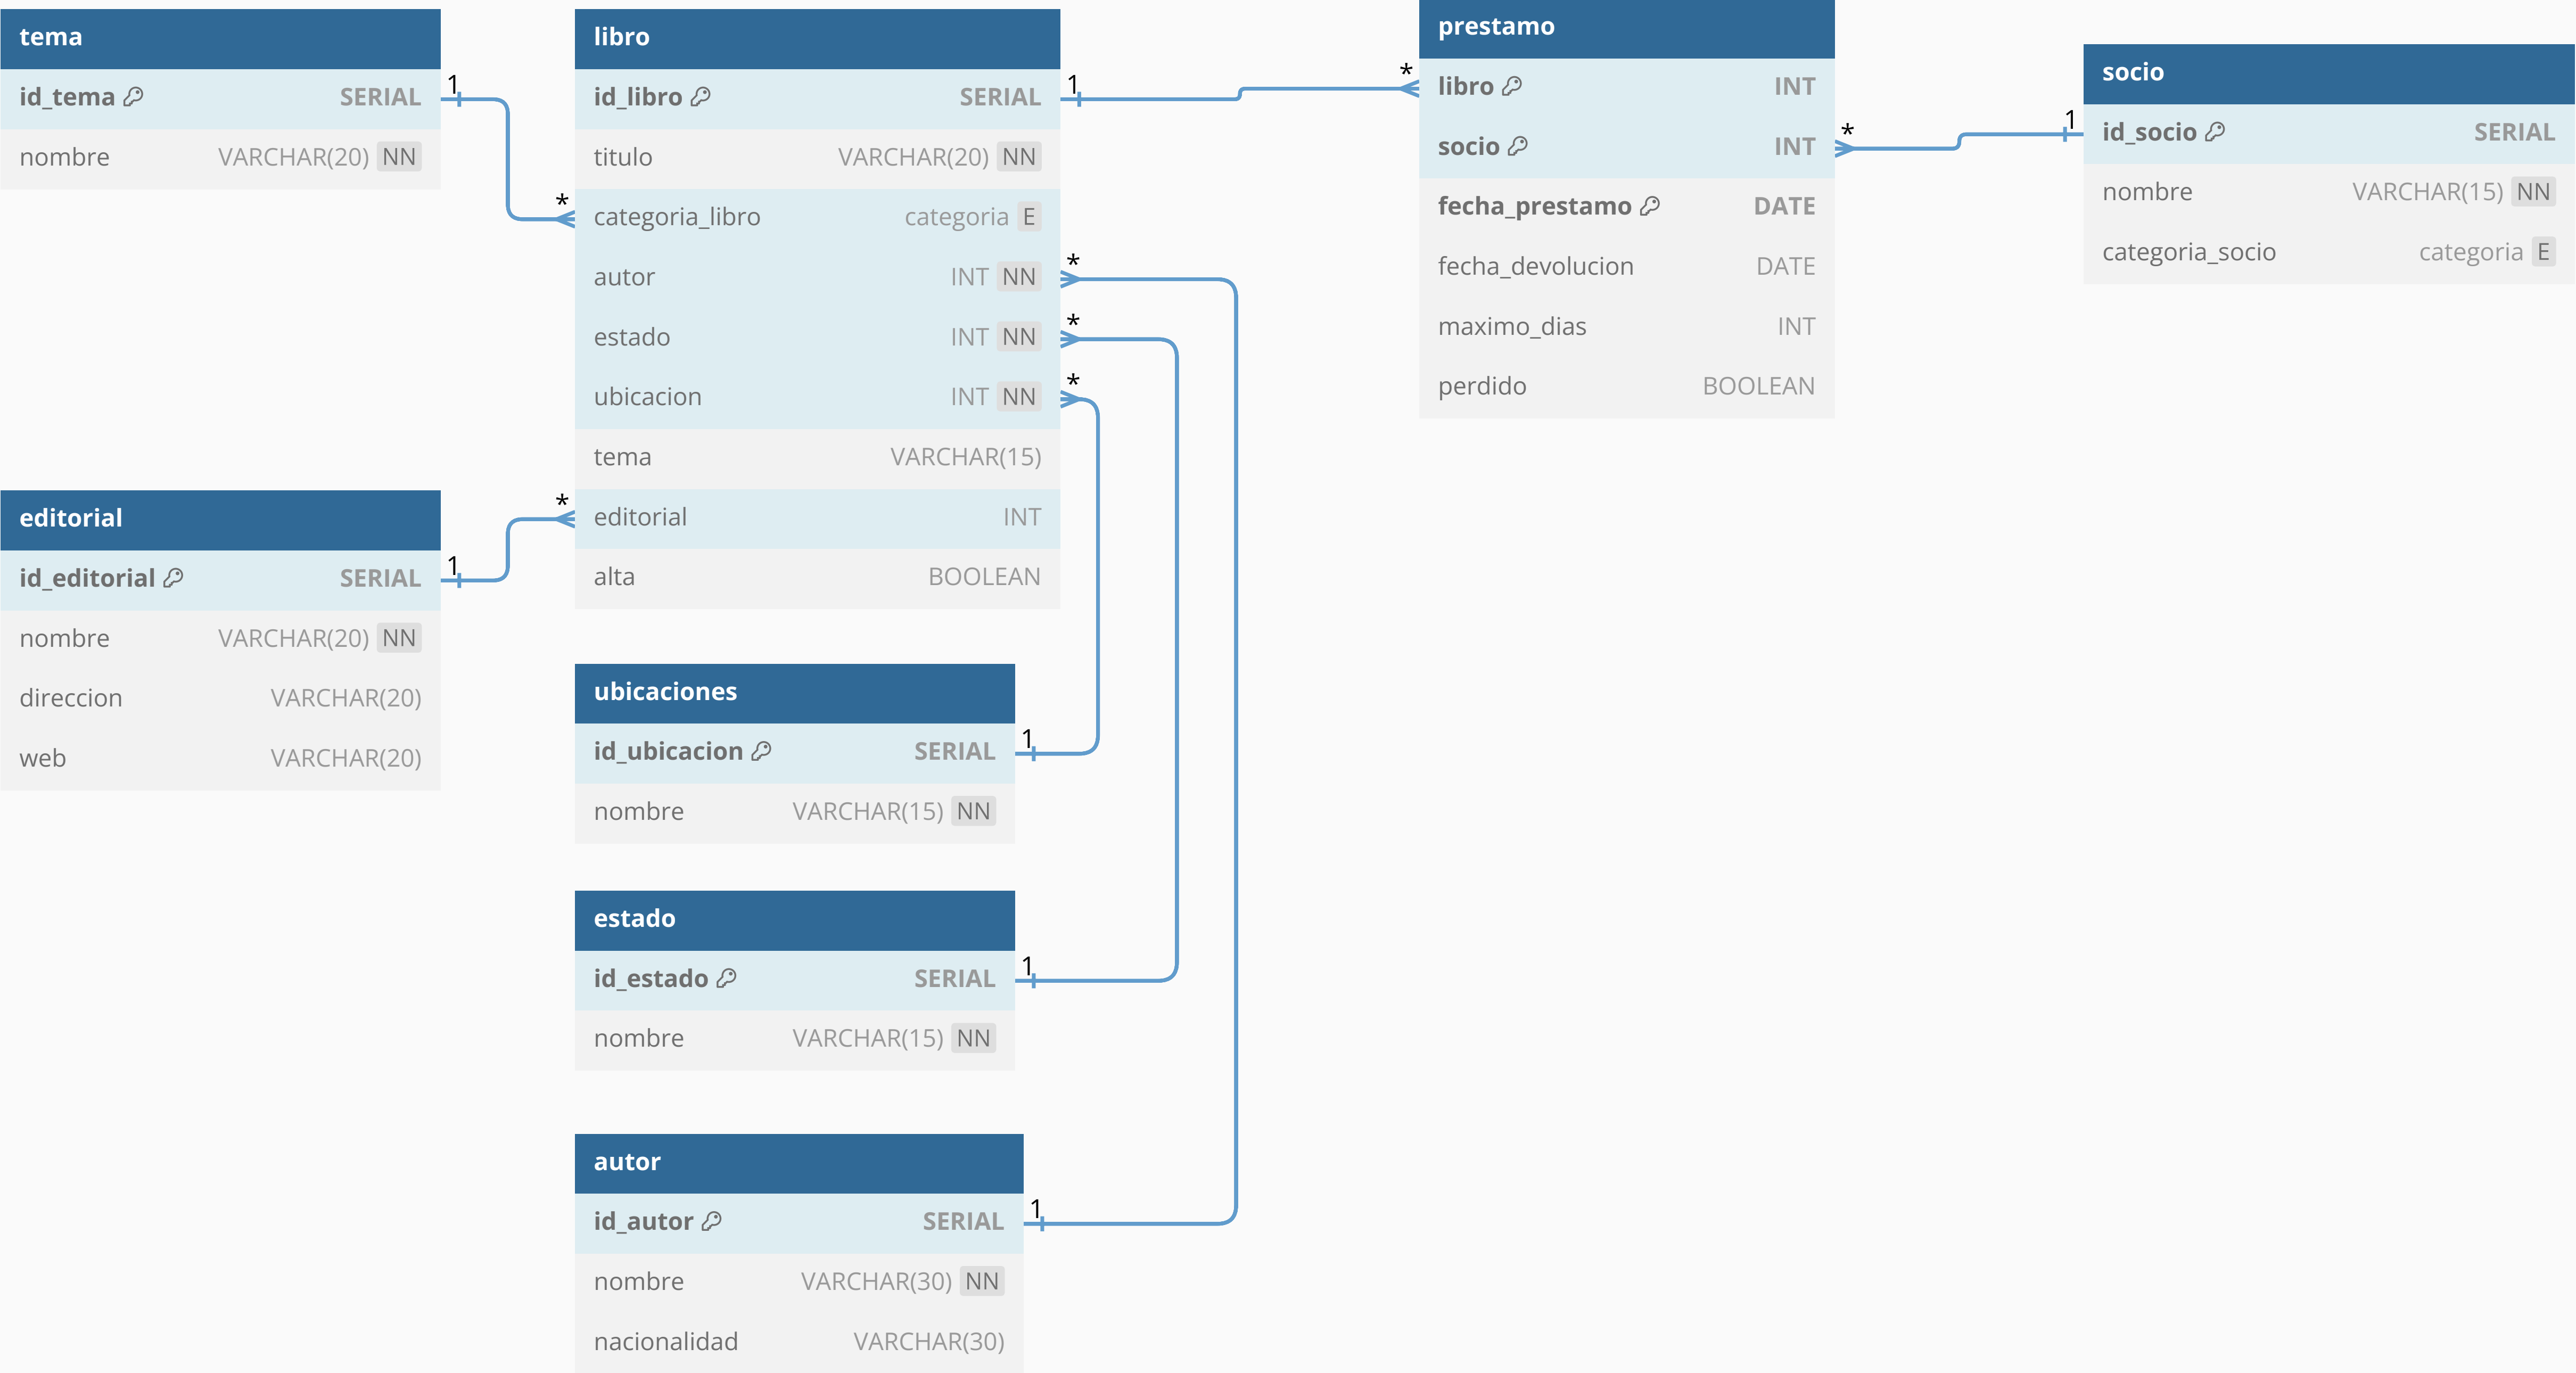 tema
id_tema SERIAL
nombre VARCHAR(20) NN
1
*
libro
id_libro SERIAL
titulo VARCHAR(20) NN
categoria_libro categoria E
autor INT NN
estado INT NN
ubicacion INT NN
tema VARCHAR(15)
editorial INT
alta BOOLEAN
1
*
*
*
*
prestamo
libro INT
socio INT
fecha_prestamo DATE
fecha_devolucion DATE
maximo_dias INT
perdido BOOLEAN
*
1
socio
id_socio SERIAL
nombre VARCHAR(15) NN
categoria_socio categoria E
editorial
id_editorial SERIAL
nombre VARCHAR(20) NN
direccion VARCHAR(20)
web VARCHAR(20)
1
*
ubicaciones
id_ubicacion SERIAL
nombre VARCHAR(15) NN
1
estado
id_estado SERIAL
nombre VARCHAR(15) NN
1
autor
id_autor SERIAL
nombre VARCHAR(30) NN
nacionalidad VARCHAR(30)
1